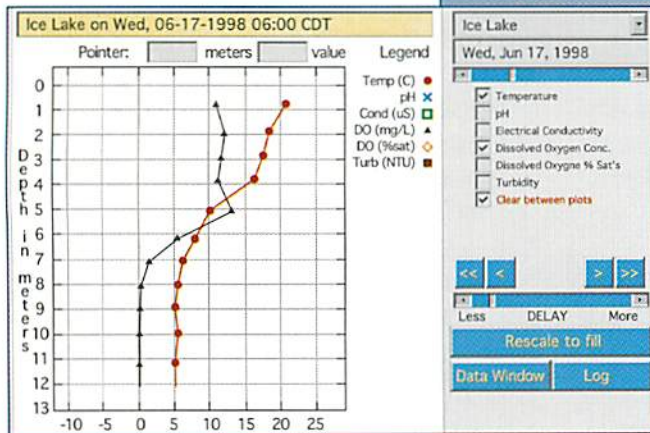 Ice Lake on Wed, 06-17-1998 06:00 CDT
Pointer: meters value Legend
Temp (C)
pH
Cond (uS)
DO (mg/L)
DO (%sat)
Turb (NTU)
Depth in meters
0
1
2
3
4
5
6
7
8
9
10
11
12
13
-10 -5 0 5 10 15 20 25
Ice Lake
Wed, Jun 17, 1998
Temperature
pH
Electrical Conductivity
Dissolved Oxygen Conc.
Dissolved Oxygne % Sat's
Turbidity
Clear between plots
<< < > >>
Less DELAY More
Rescale to fill
Data Window Log